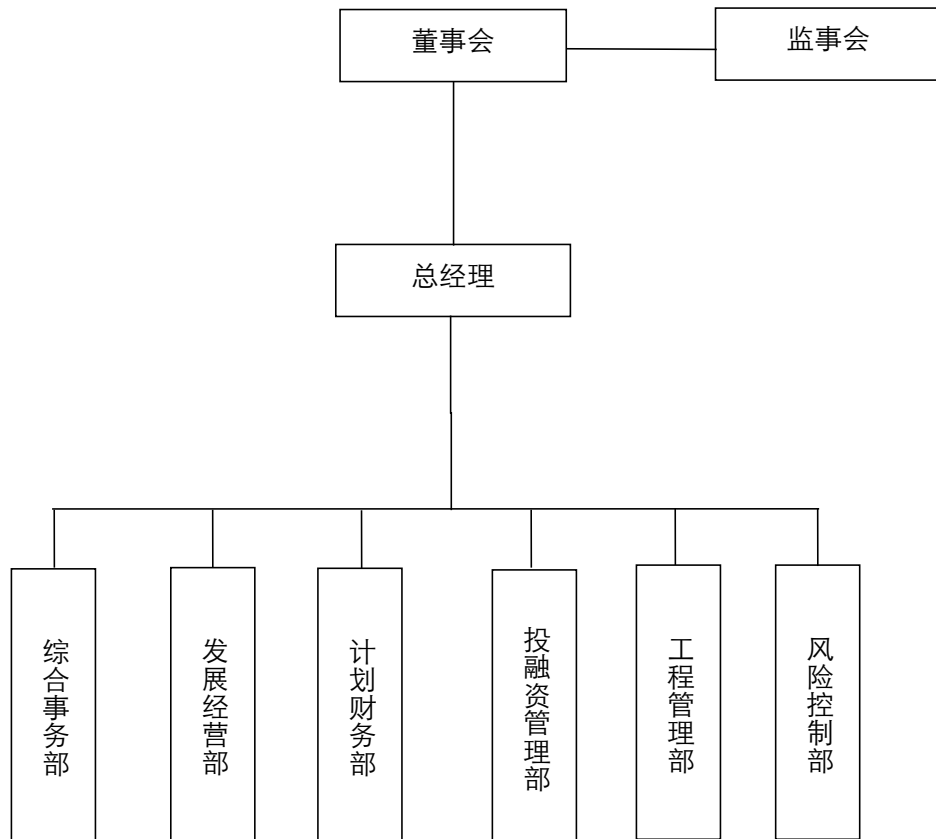 董事会
监事会
总经理
综合事务部
发展经营部
计划财务部
投融资管理部
工程管理部
风险控制部